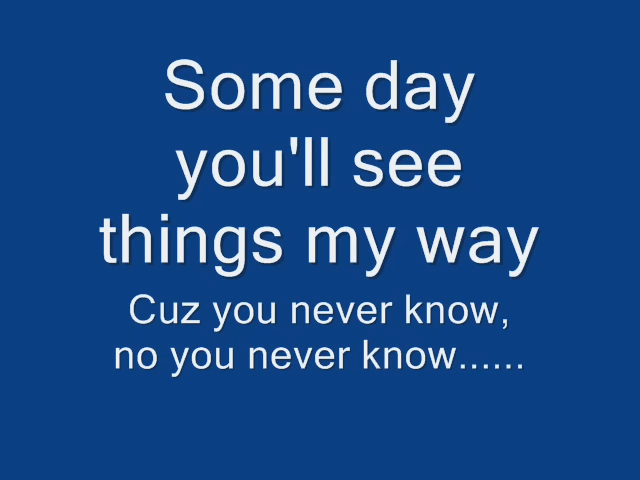 Some day
you'll see
things my way
Cuz you never know,
no you never know......